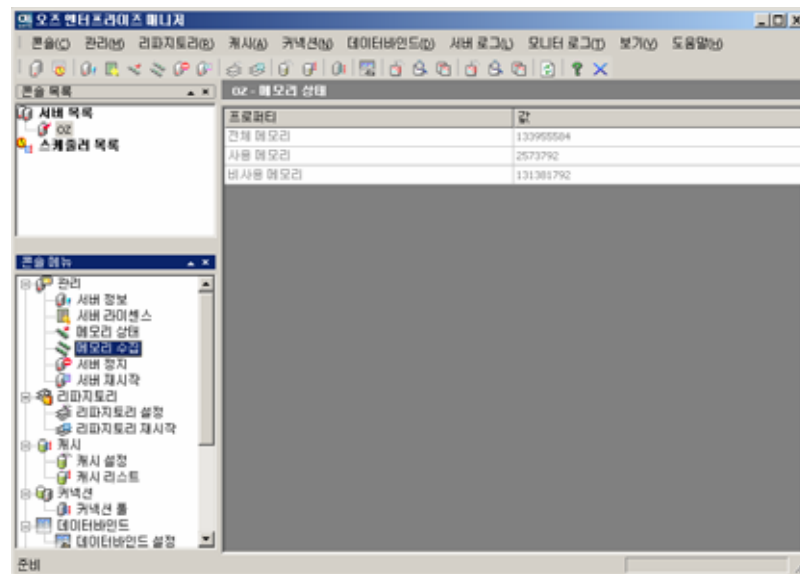 오즈 엔터프라이즈 매니저
콘솔(C) 관리(M) 리파지토리(R) 캐시(A) 커넥션(N) 데이터바인드(D) 서버 로그(L) 모니터 로그(T) 보기(V) 도움말(H)
콘솔 목록
서버 목록
OZ
스케줄러 목록
콘솔 메뉴
관리
서버 정보
서버 라이센스
메모리 상태
메모리 수집
서버 정지
서버 재시작
리파지토리
리파지토리 설정
리파지토리 재시작
캐시
캐시 설정
캐시 리스트
커넥션
커넥션 풀
데이터바인드
데이터바인드 설정
OZ - 메모리 상태
프로퍼티 값
전체 메모리 133955584
사용 메모리 2573792
비사용 메모리 131381792
준비